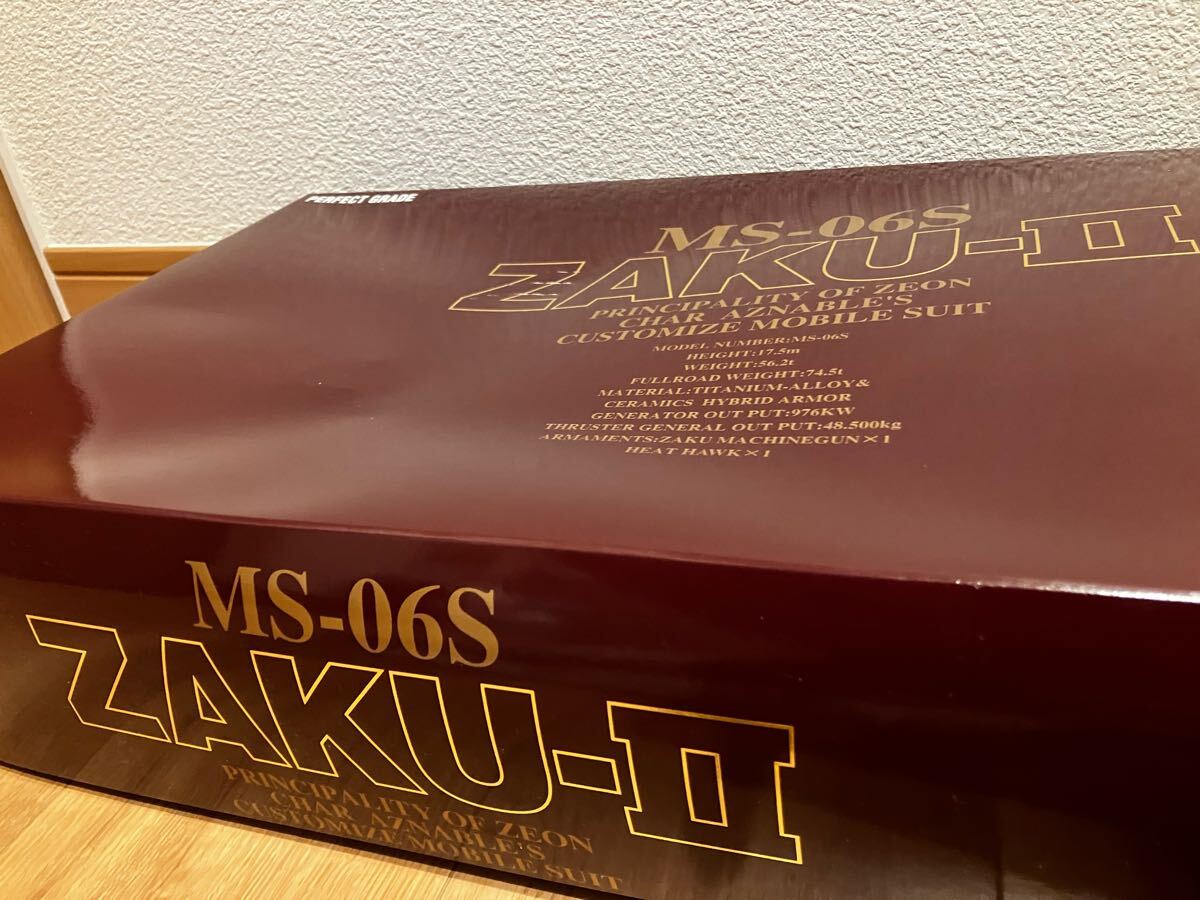 PERFECT GRADE
MS-06S
ZAKU-II
PRINCIPALITY OF ZEON
CHAR AZNABLE'S
CUSTOMIZE MOBILE SUIT
MODEL NUMBER:MS-06S
HEIGHT:17.5m
WEIGHT:56.2t
FULLROAD WEIGHT:74.5t
MATERIAL:TITANIUM-ALLOY&
CERAMICS HYBRID ARMOR
GENERATOR OUT PUT:976KW
THRUSTER GENERAL OUT PUT:48.500kg
ARMAMENTS:ZAKU MACHINEGUN×1
HEAT HAWK×1
MS-06S
ZAKU-II
PRINCIPALITY OF ZEON
CHAR AZNABLE'S
CUSTOMIZE MOBILE SUIT